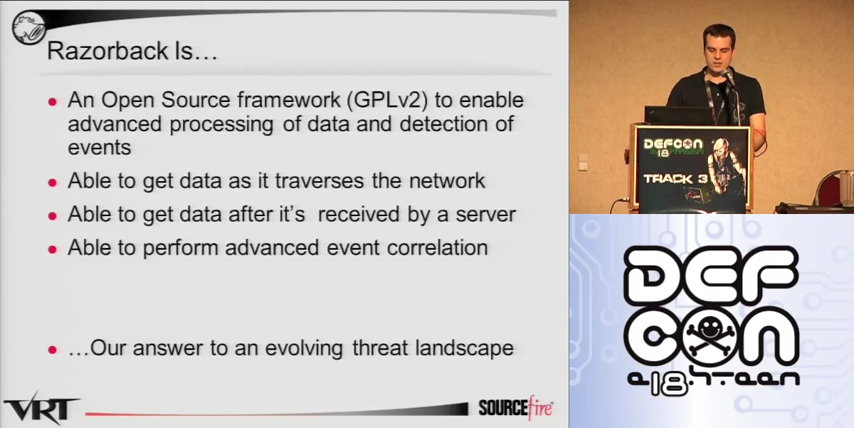 Razorback Is...
• An Open Source framework (GPLv2) to enable
advanced processing of data and detection of
events
• Able to get data as it traverses the network
• Able to get data after it's  received by a server
• Able to perform advanced event correlation
• ...Our answer to an evolving threat landscape
VRT
SOURCEfire
DEFCON
18
TRACK 3
DEF
CON
e18h-teen